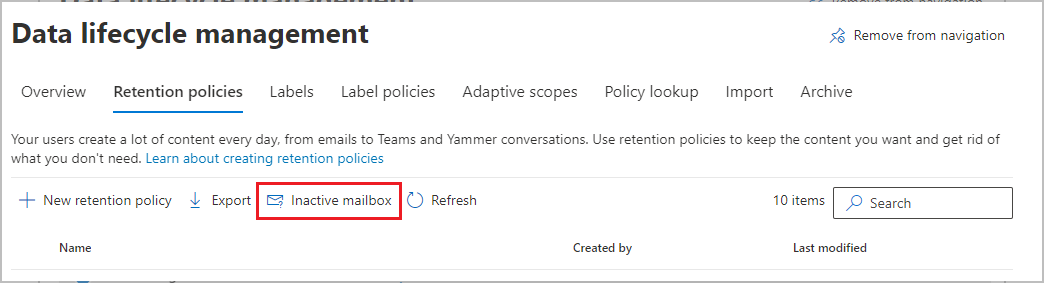 Data lifecycle management
Remove from navigation
Overview Retention policies Labels Label policies Adaptive scopes Policy lookup Import Archive
Your users create a lot of content every day, from emails to Teams and Yammer conversations. Use retention policies to keep the content you want and get rid of
what you don't need. Learn about creating retention policies
New retention policy Export Inactive mailbox Refresh 10 items Search
Name Created by Last modified